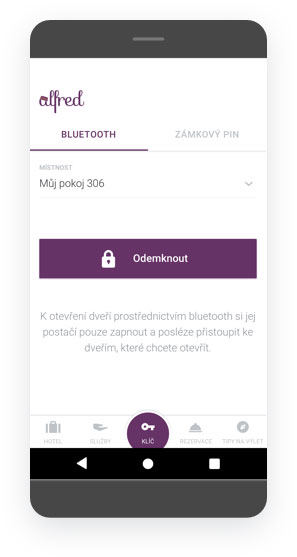 alfred
BLUETOOTH ZÁMKOVÝ PIN
MÍSTNOST
Můj pokoj 306
Odemknout
K otevření dveří prostřednictvím bluetooth si jej
postačí pouze zapnout a posléze přistoupit ke
dveřím, které chcete otevřít.
HOTEL SLUŽBY KLÍČ REZERVACE TIPY NA VÝLET